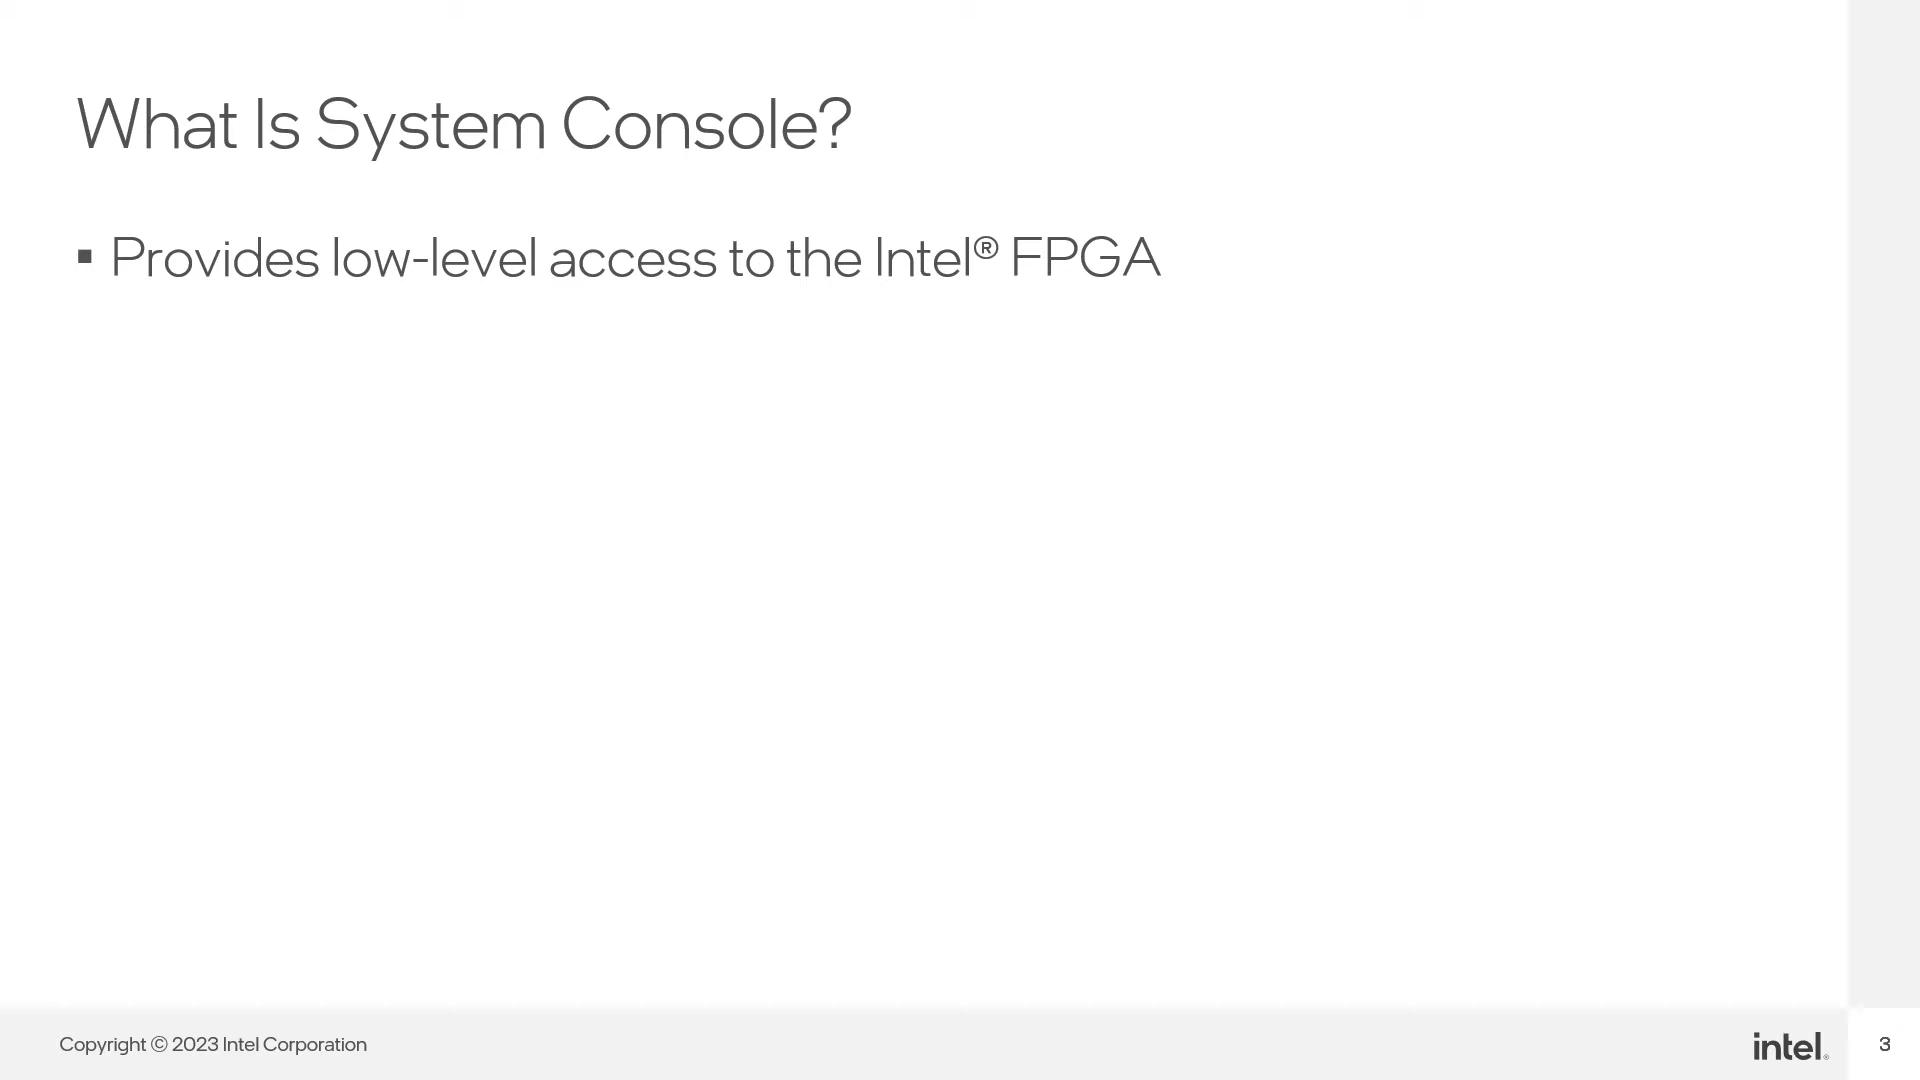 What Is System Console?
▪ Provides low-level access to the Intel® FPGA
Copyright © 2023 Intel Corporation
intel.
3